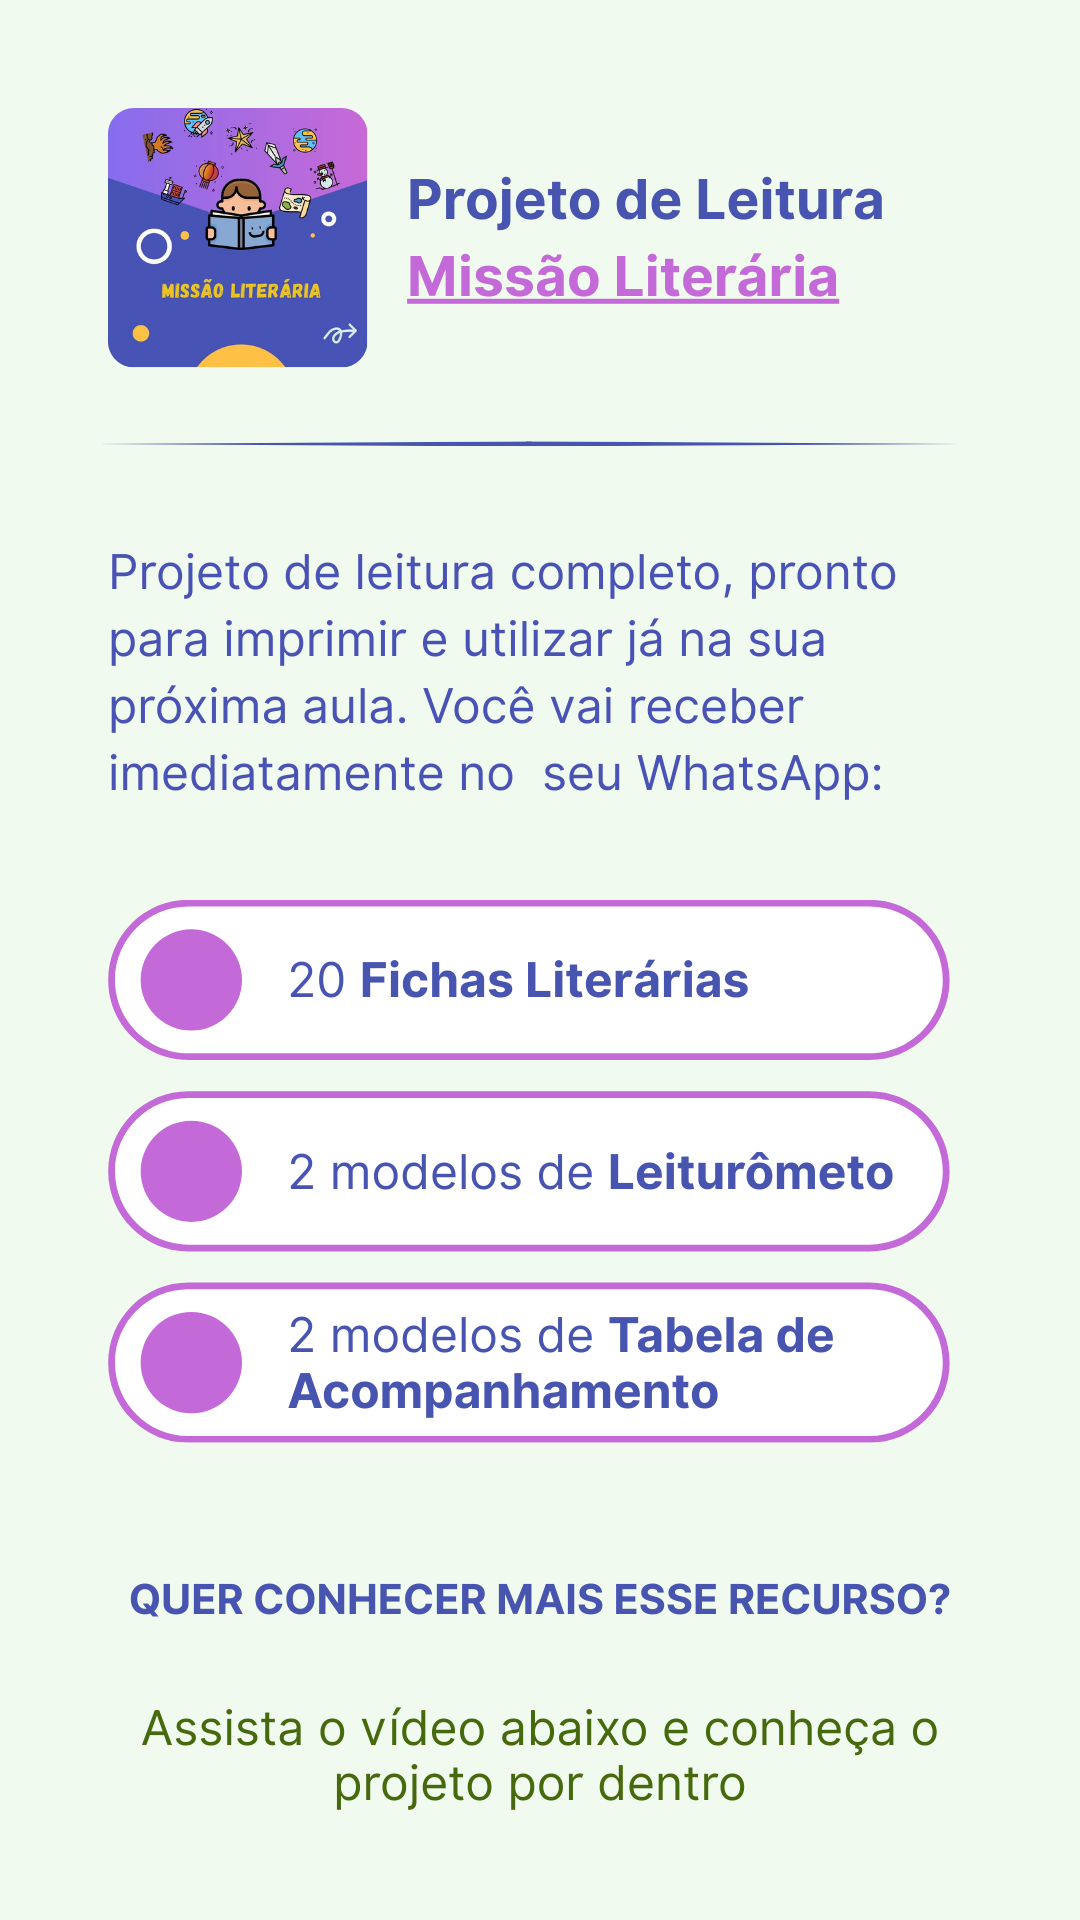 MISSÃO LITERÁRIA
Projeto de Leitura
Missão Literária
Projeto de leitura completo, pronto
para imprimir e utilizar já na sua
próxima aula. Você vai receber
imediatamente no  seu WhatsApp:
20 Fichas Literárias
2 modelos de Leiturômeto
2 modelos de Tabela de
Acompanhamento
QUER CONHECER MAIS ESSE RECURSO?
Assista o vídeo abaixo e conheça o
projeto por dentro